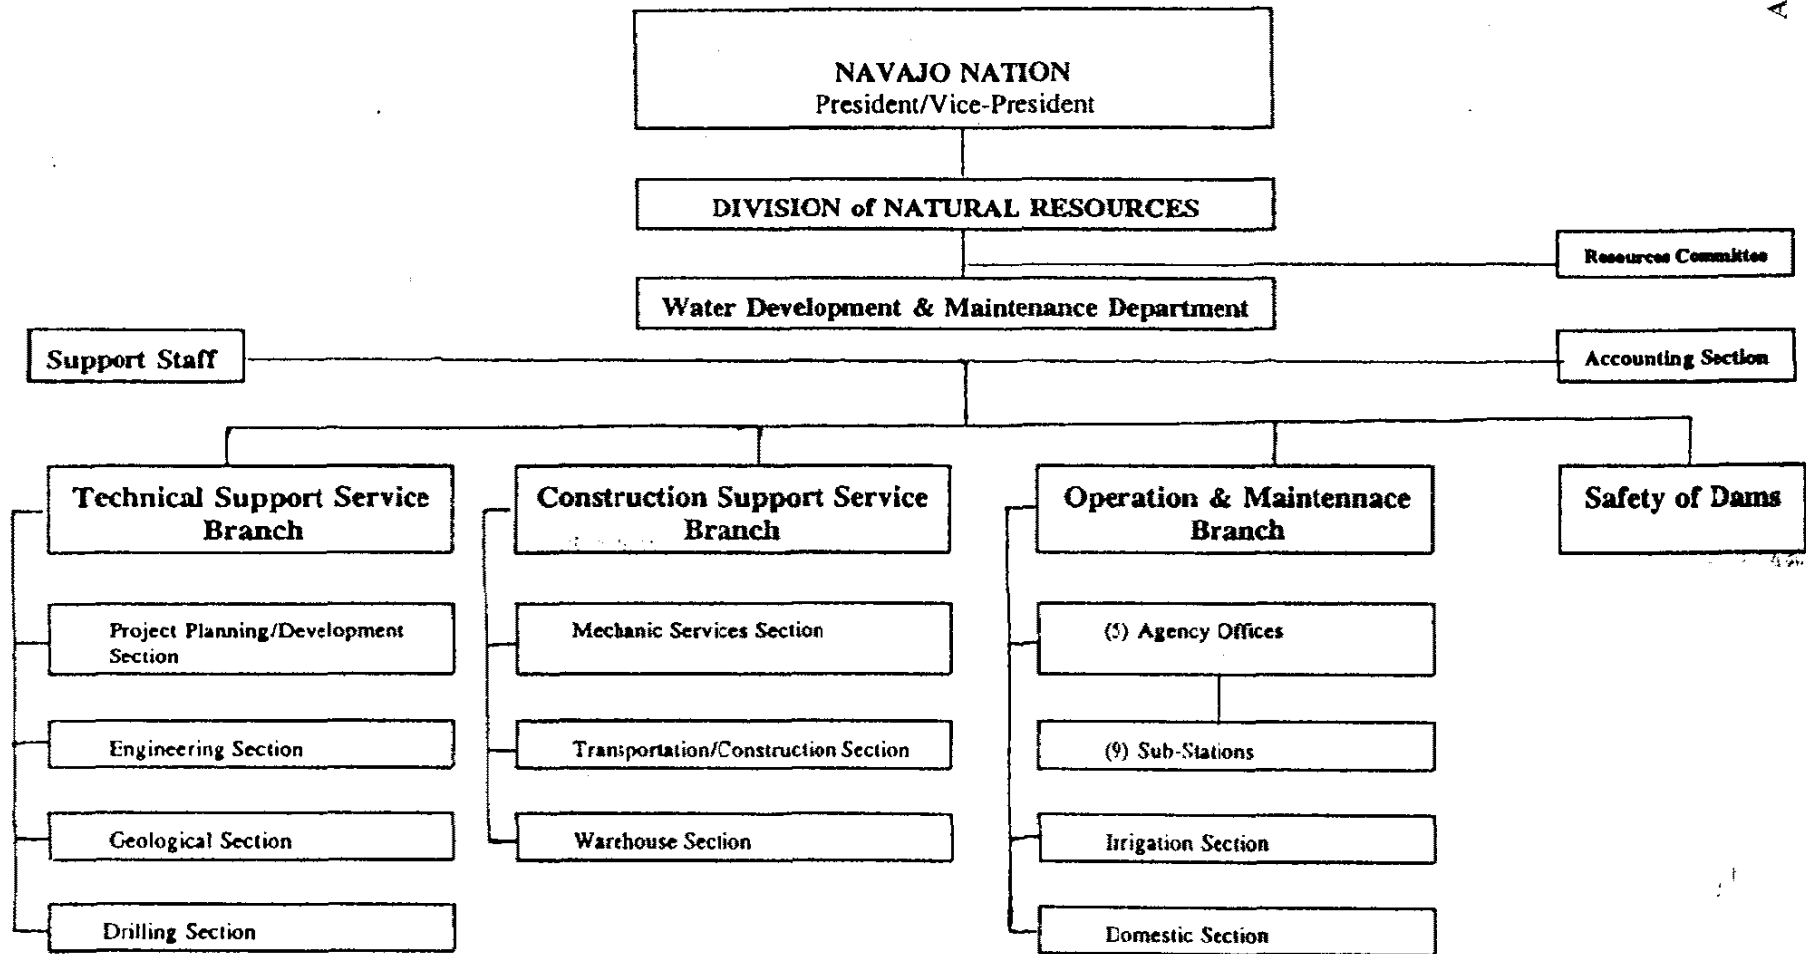 A
NAVAJO NATION
President/Vice-President
DIVISION of NATURAL RESOURCES
Resources Committee
Water Development & Maintenance Department
Support Staff
Accounting Section
Technical Support Service
Branch
Construction Support Service
Branch
Operation & Maintennace
Branch
Safety of Dams
Project Planning/Development
Section
Engineering Section
Geological Section
Drilling Section
Mechanic Services Section
Transportation/Construction Section
Warehouse Section
(5) Agency Offices
(9) Sub-Stations
Irrigation Section
Domestic Section